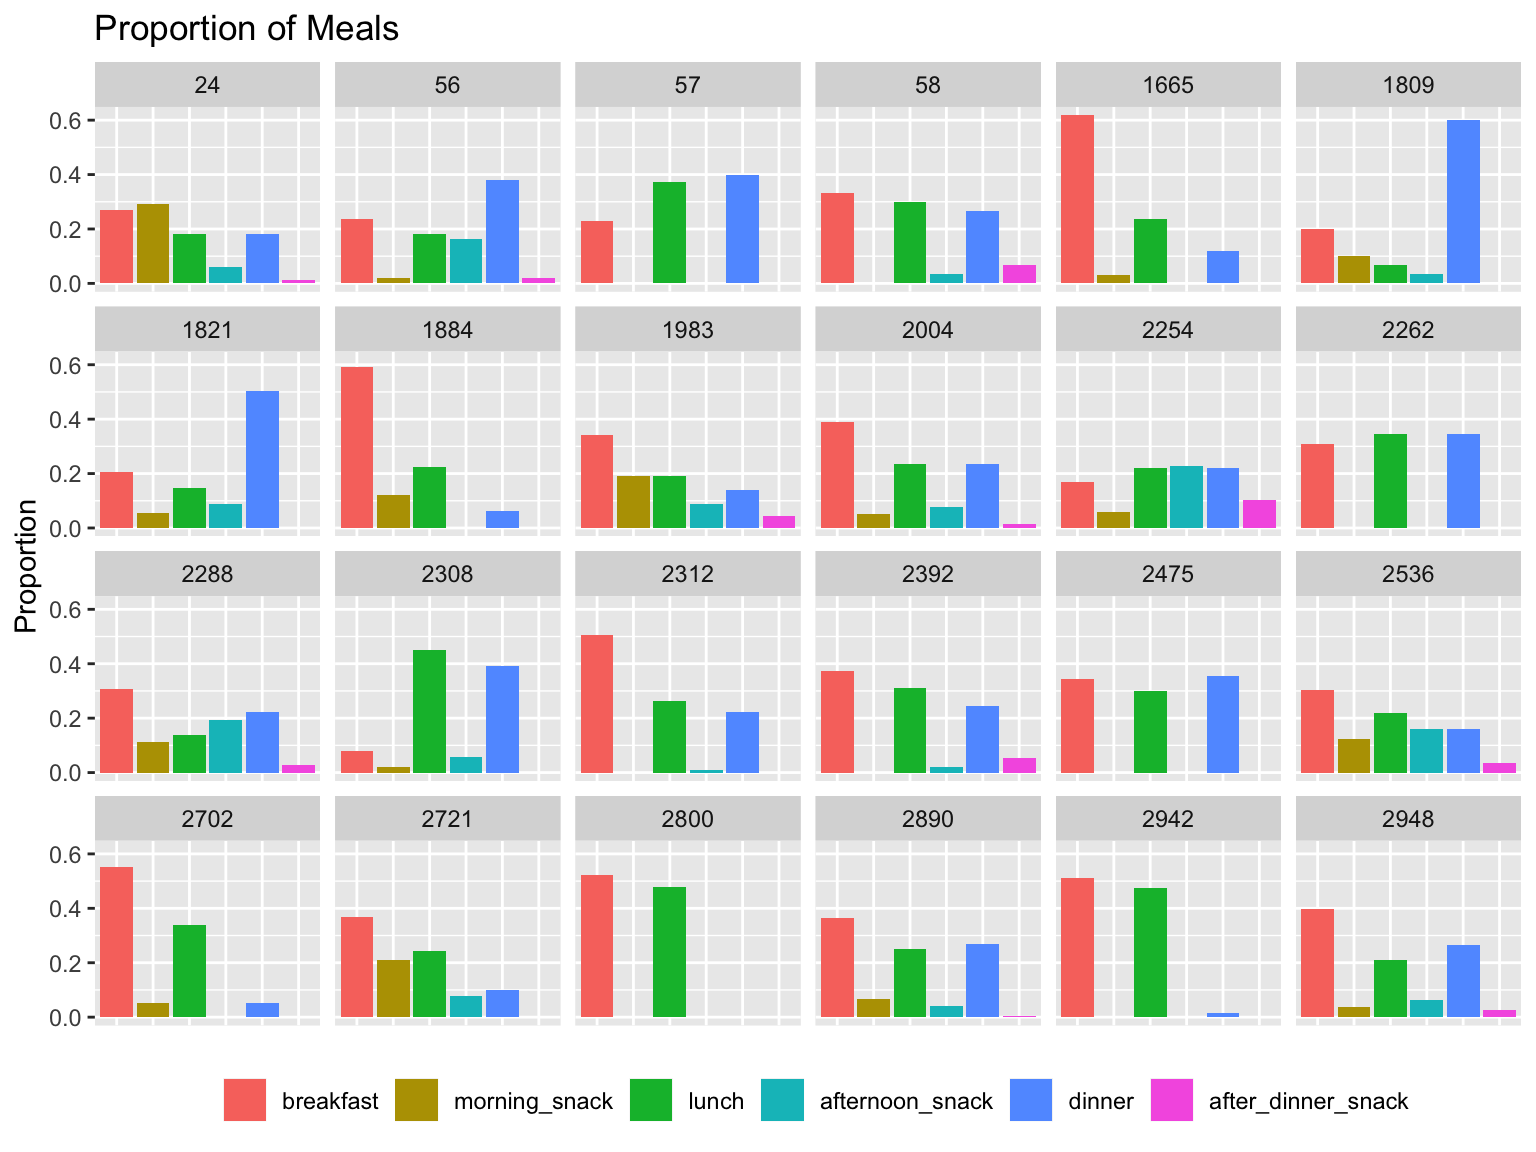 Proportion of Meals
24 56 57 58 1665 1809
0.6
0.4
0.2
0.0
1821 1884 1983 2004 2254 2262
0.6
0.4
0.2
0.0
Proportion
2288 2308 2312 2392 2475 2536
0.6
0.4
0.2
0.0
2702 2721 2800 2890 2942 2948
0.6
0.4
0.2
0.0
breakfast morning_snack lunch afternoon_snack dinner after_dinner_snack